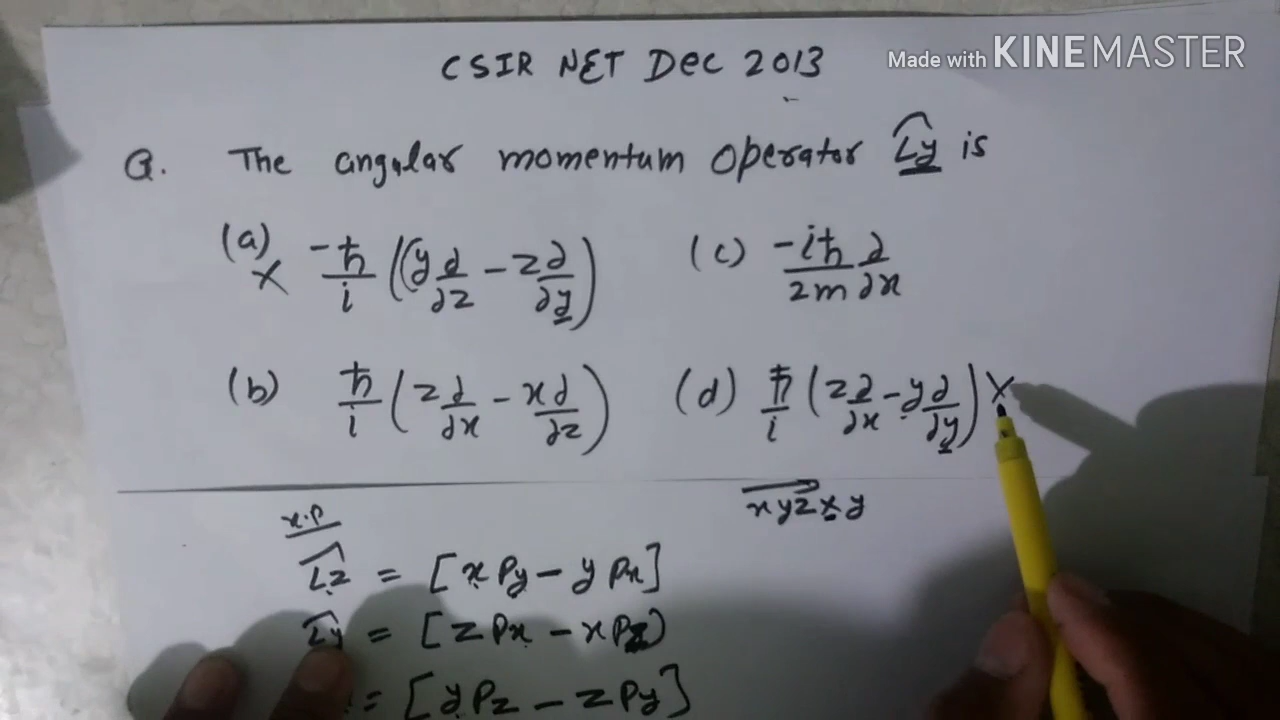 Made with KINEMASTER
CSIR NET Dec 2013
Q. The angular momentum operator L̂y is
(a) × -ħ/i (y ∂/∂z - z ∂/∂y) (c) -iħ/2m ∂/∂x
(b) ħ/i (z ∂/∂x - x ∂/∂z) (d) ħ/i (z ∂/∂x - y ∂/∂y) ×
x y z x y
x.p
L̂z = [x Py - y Px]
L̂y = [z Px - x Pz)
= [y Pz - z Py]